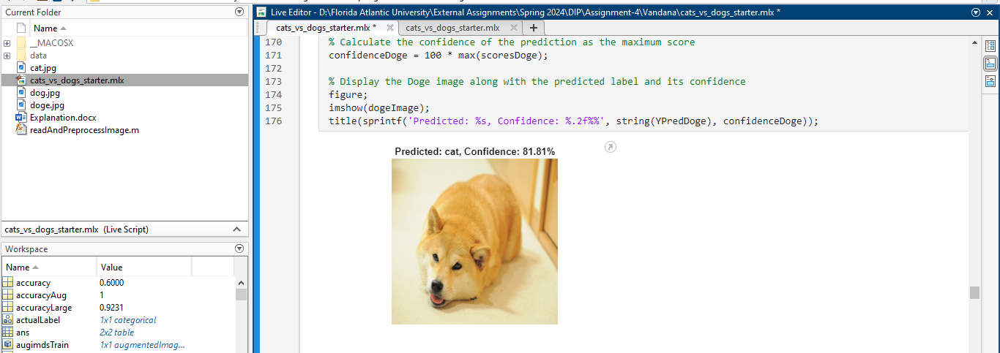 Current Folder
Name
__MACOSX
data
cat.jpg
cats_vs_dogs_starter.mlx
dog.jpg
doge.jpg
Explanation.docx
readAndPreprocessImage.m
cats_vs_dogs_starter.mlx (Live Script)
Workspace
Name Value
accuracy 0.6000
accuracyAug 1
accuracyLarge 0.9231
actualLabel 1x1 categorical
ans 2x2 table
augimdsTrain 1x1 augmentedImag...
Live Editor - D:\Florida Atlantic University\External Assignments\Spring 2024\DIP\Assignment-4\Vandana\cats_vs_dogs_starter.mlx *
cats_vs_dogs_starter.mlx * cats_vs_dogs_starter.mlx
170 % Calculate the confidence of the prediction as the maximum score
171 confidenceDoge = 100 * max(scoresDoge);
172
173 % Display the Doge image along with the predicted label and its confidence
174 figure;
175 imshow(dogeImage);
176 title(sprintf('Predicted: %s, Confidence: %.2f%%', string(YPredDoge), confidenceDoge));
Predicted: cat, Confidence: 81.81%